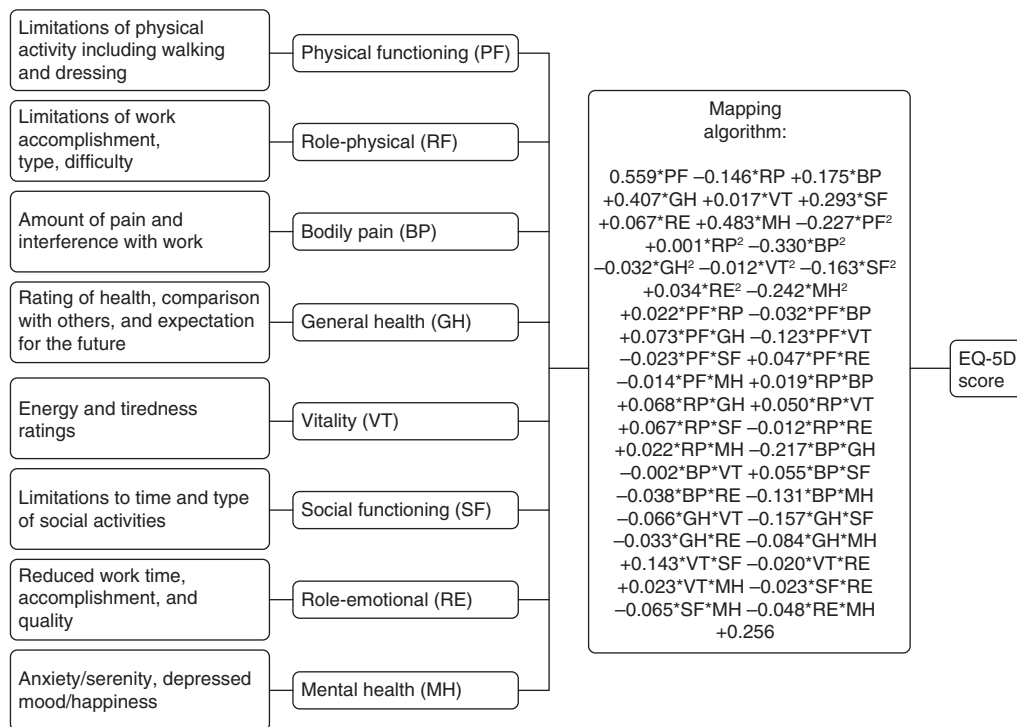 Limitations of physical
activity including walking
and dressing
Physical functioning (PF)
Limitations of work
accomplishment,
type, difficulty
Role-physical (RF)
Amount of pain and
interference with work
Bodily pain (BP)
Rating of health, comparison
with others, and expectation
for the future
General health (GH)
Energy and tiredness
ratings
Vitality (VT)
Limitations to time and type
of social activities
Social functioning (SF)
Reduced work time,
accomplishment, and
quality
Role-emotional (RE)
Anxiety/serenity, depressed
mood/happiness
Mental health (MH)
Mapping
algorithm:
0.559*PF –0.146*RP +0.175*BP
+0.407*GH +0.017*VT +0.293*SF
+0.067*RE +0.483*MH –0.227*PF²
+0.001*RP² –0.330*BP²
–0.032*GH² –0.012*VT² –0.163*SF²
+0.034*RE² –0.242*MH²
+0.022*PF*RP –0.032*PF*BP
+0.073*PF*GH –0.123*PF*VT
–0.023*PF*SF +0.047*PF*RE
–0.014*PF*MH +0.019*RP*BP
+0.068*RP*GH +0.050*RP*VT
+0.067*RP*SF –0.012*RP*RE
+0.022*RP*MH –0.217*BP*GH
–0.002*BP*VT +0.055*BP*SF
–0.038*BP*RE –0.131*BP*MH
–0.066*GH*VT –0.157*GH*SF
–0.033*GH*RE –0.084*GH*MH
+0.143*VT*SF –0.020*VT*RE
+0.023*VT*MH –0.023*SF*RE
–0.065*SF*MH –0.048*RE*MH
+0.256
EQ-5D
score